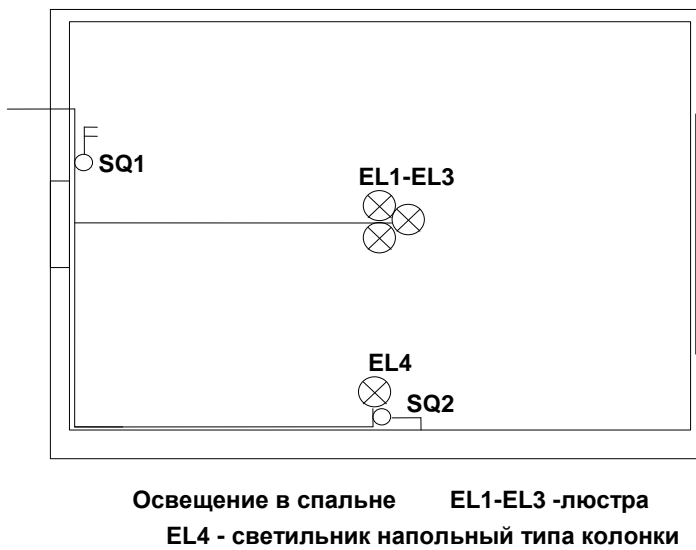 SQ1
EL1-EL3
EL4
SQ2
Освещение в спальне EL1-EL3 -люстра
EL4 - светильник напольный типа колонки